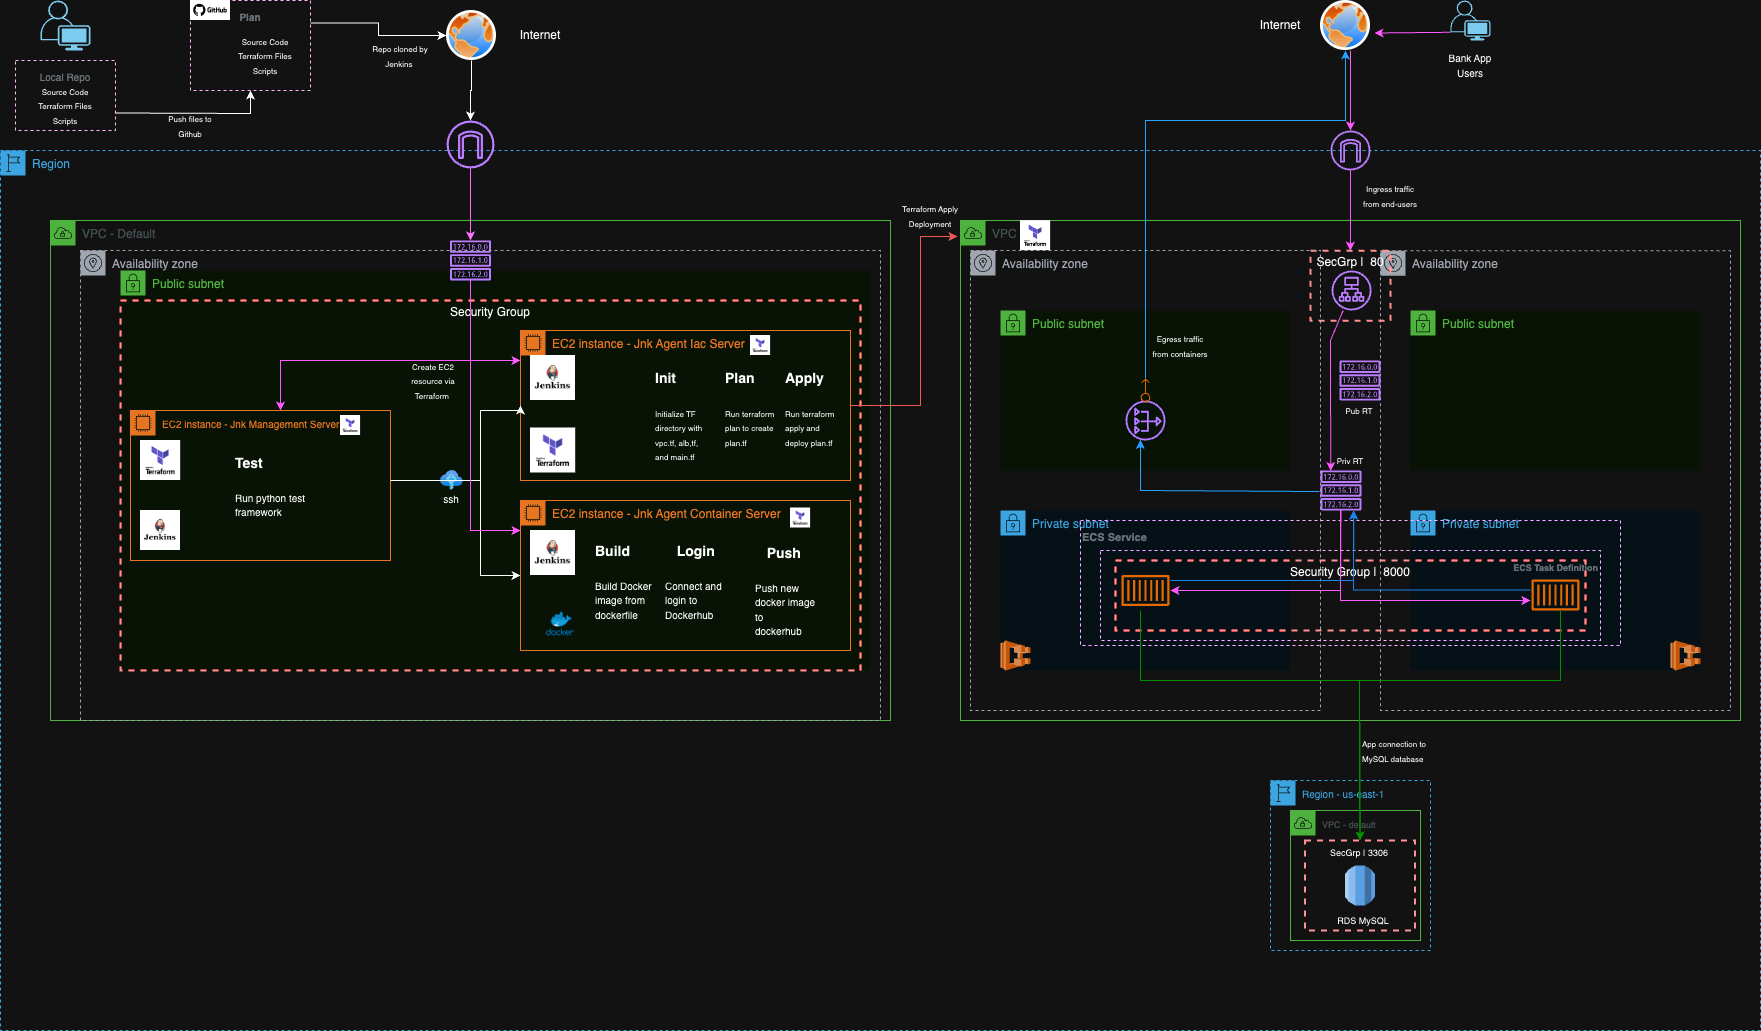 GitHub
Plan
Source Code
Terraform Files
Scripts
Local Repo
Source Code
Terraform Files
Scripts
Push files to
Github
Repo cloned by
Jenkins
Internet
Internet
Bank App
Users
Region
Ingress traffic
from end-users
Terraform Apply
Deployment
VPC - Default
Availability zone
Public subnet
172.16.0.0
172.16.1.0
172.16.2.0
Security Group
EC2 instance - Jnk Agent Iac Server
Jenkins
Terraform
Init
Plan
Apply
Initialize TF
directory with
vpc.tf, alb,tf,
and main.tf
Run terraform
plan to create
plan.tf
Run terraform
apply and
deploy plan.tf
Create EC2
resource via
Terraform
EC2 instance - Jnk Management Server
Terraform
Jenkins
Test
Run python test
framework
ssh
EC2 instance - Jnk Agent Container Server
Jenkins
docker
Build
Login
Push
Build Docker
image from
dockerfile
Connect and
login to
Dockerhub
Push new
docker image
to
dockerhub
VPC
Terraform
Availability zone
SecGrp | 80
Availability zone
Public subnet
Public subnet
Egress traffic
from containers
172.16.0.0
172.16.1.0
172.16.2.0
Pub RT
Priv RT
172.16.0.0
172.16.1.0
172.16.2.0
Private subnet
Private subnet
ECS Service
ECS Task Definition
Security Group | 8000
App connection to
MySQL database
Region - us-east-1
VPC - default
SecGrp | 3306
RDS MySQL